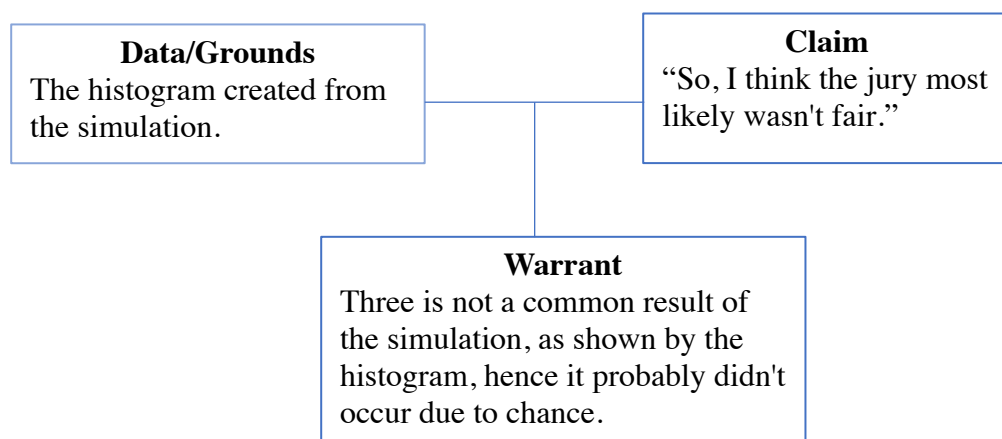 Data/Grounds
The histogram created from
the simulation.
Claim
“So, I think the jury most
likely wasn't fair.”
Warrant
Three is not a common result of
the simulation, as shown by the
histogram, hence it probably didn't
occur due to chance.